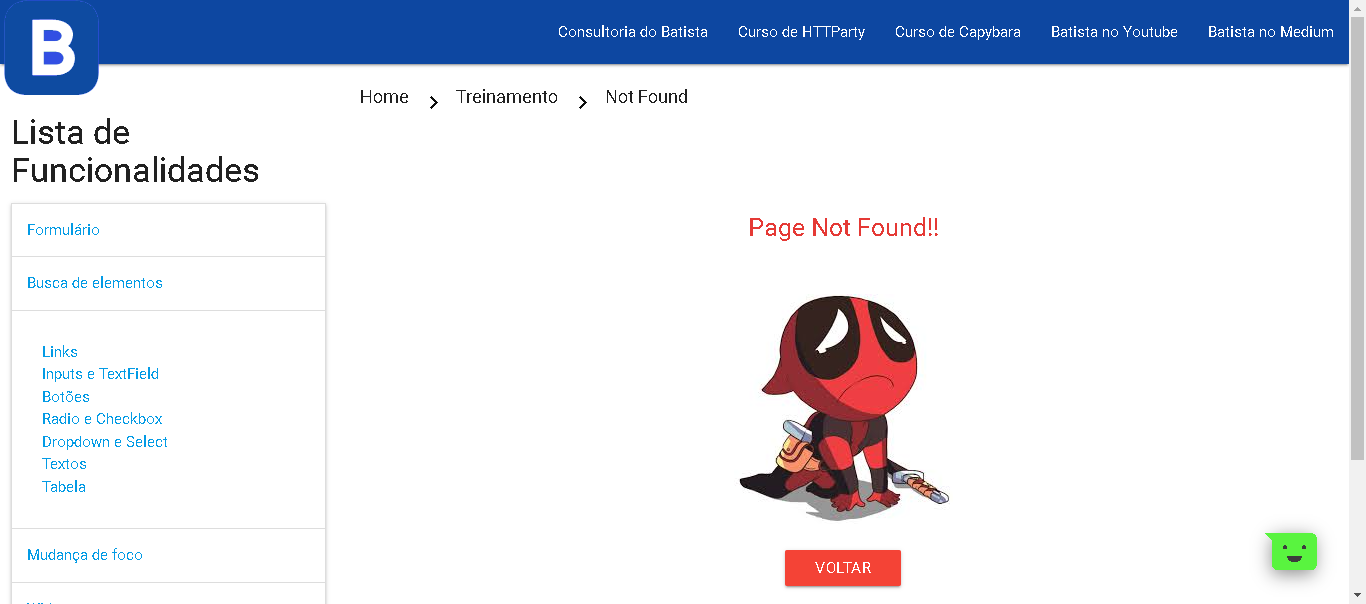 B
Consultoria do Batista
Curso de HTTParty
Curso de Capybara
Batista no Youtube
Batista no Medium
Home
Treinamento
Not Found
Lista de
Funcionalidades
Formulário
Busca de elementos
Links
Inputs e TextField
Botões
Radio e Checkbox
Dropdown e Select
Textos
Tabela
Mudança de foco
Page Not Found!!
VOLTAR